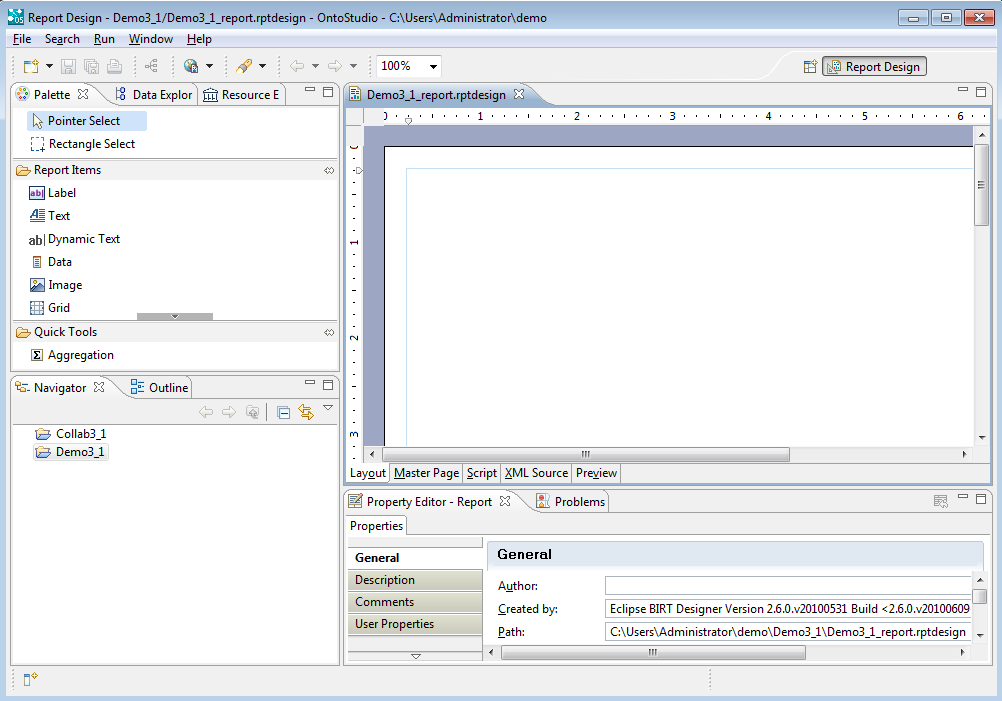 Report Design - Demo3_1/Demo3_1_report.rptdesign - OntoStudio - C:\Users\Administrator\demo
File Search Run Window Help
100%
Report Design
Palette
Data Explor
Resource E
Demo3_1_report.rptdesign
Pointer Select
Rectangle Select
Report Items
Label
Text
Dynamic Text
Data
Image
Grid
Quick Tools
Aggregation
1 2 3 4 5 6
1
2
3
Layout Master Page Script XML Source Preview
Navigator
Outline
Collab3_1
Demo3_1
Property Editor - Report
Problems
Properties
General
Description
Comments
User Properties
General
Author:
Created by: Eclipse BIRT Designer Version 2.6.0.v20100531 Build <2.6.0.v20100609
Path: C:\Users\Administrator\demo\Demo3_1\Demo3_1_report.rptdesign